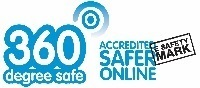 360
degree safe
ACCREDITED
SAFER
ONLINE
E SAFETY
MARK